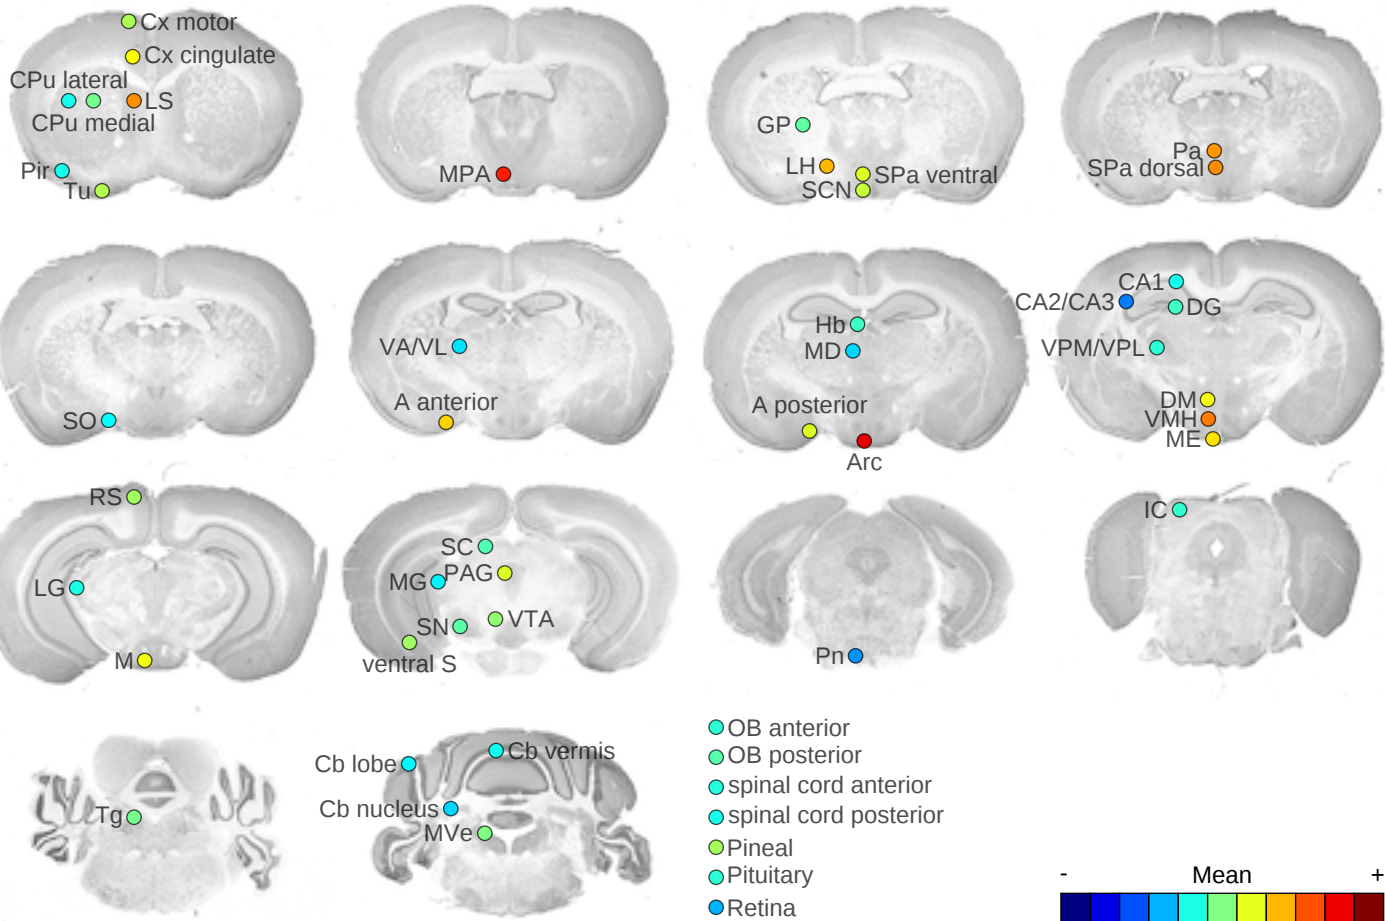 Cx motor
Cx cingulate
CPu lateral
LS
CPu medial
Pir
Tu
MPA
GP
LH
SPa ventral
SCN
Pa
SPa dorsal
SO
VA/VL
A anterior
Hb
MD
A posterior
Arc
CA1
CA2/CA3
DG
VPM/VPL
DM
VMH
ME
RS
LG
M
SC
MG
PAG
SN
VTA
ventral S
Pn
IC
Tg
Cb lobe
Cb vermis
Cb nucleus
MVe
OB anterior
OB posterior
spinal cord anterior
spinal cord posterior
Pineal
Pituitary
Retina
- Mean +